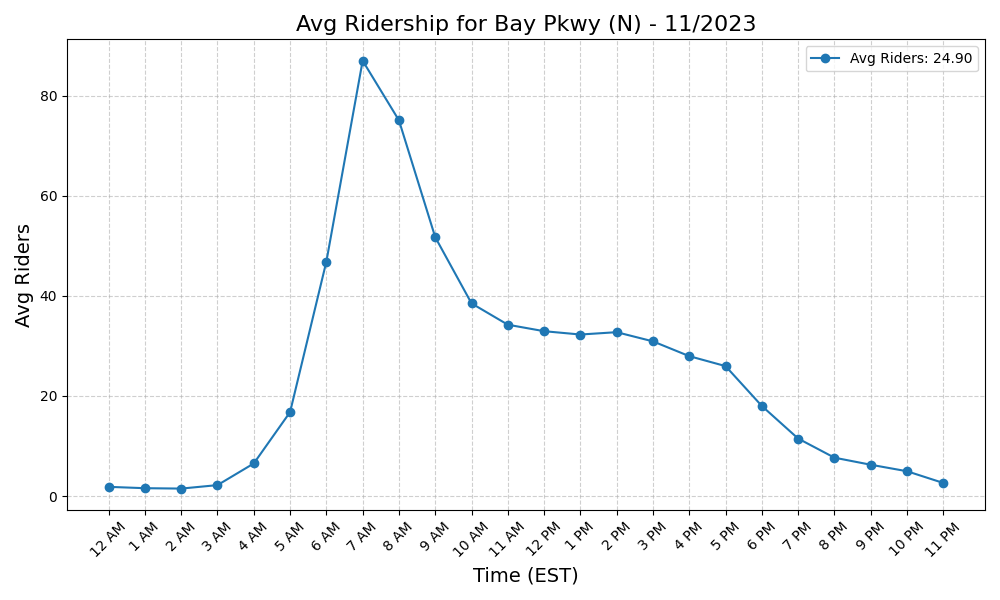 Avg Ridership for Bay Pkwy (N) - 11/2023
Avg Riders: 24.90
Avg Riders
80
60
40
20
0
12 AM
1 AM
2 AM
3 AM
4 AM
5 AM
6 AM
7 AM
8 AM
9 AM
10 AM
11 AM
12 PM
1 PM
2 PM
3 PM
4 PM
5 PM
6 PM
7 PM
8 PM
9 PM
10 PM
11 PM
Time (EST)